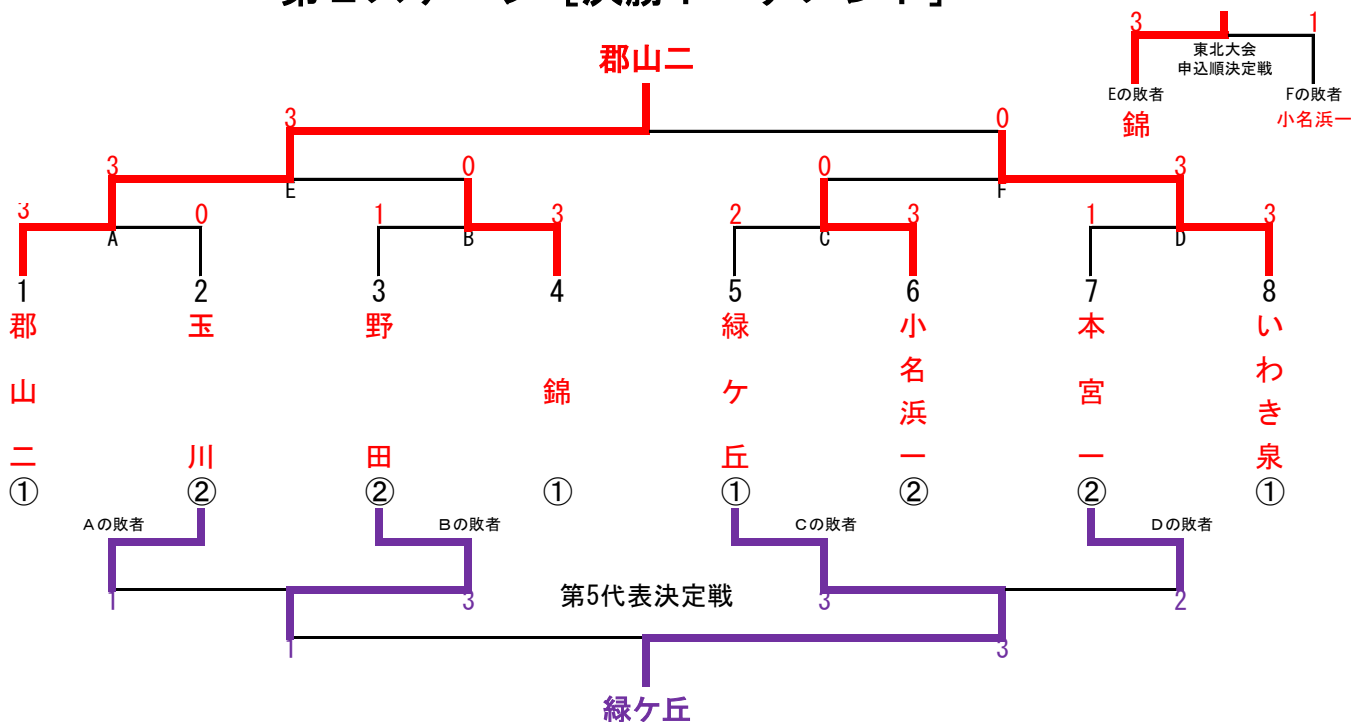 3 1
東北大会
申込順決定戦
Eの敗者 Fの敗者
錦 小名浜一
郡山二
3 0
3 0 0 3
E F
3 0 1 3 2 3 1 3
A B C D
1 2 3 4 5 6 7 8
郡山二
玉川
野田
錦
緑ケ丘
小名浜一
本宮一
いわき泉
① ② ② ① ① ② ② ①
Aの敗者 Bの敗者 Cの敗者 Dの敗者
1 3 第5代表決定戦 3 2
1 3
緑ケ丘